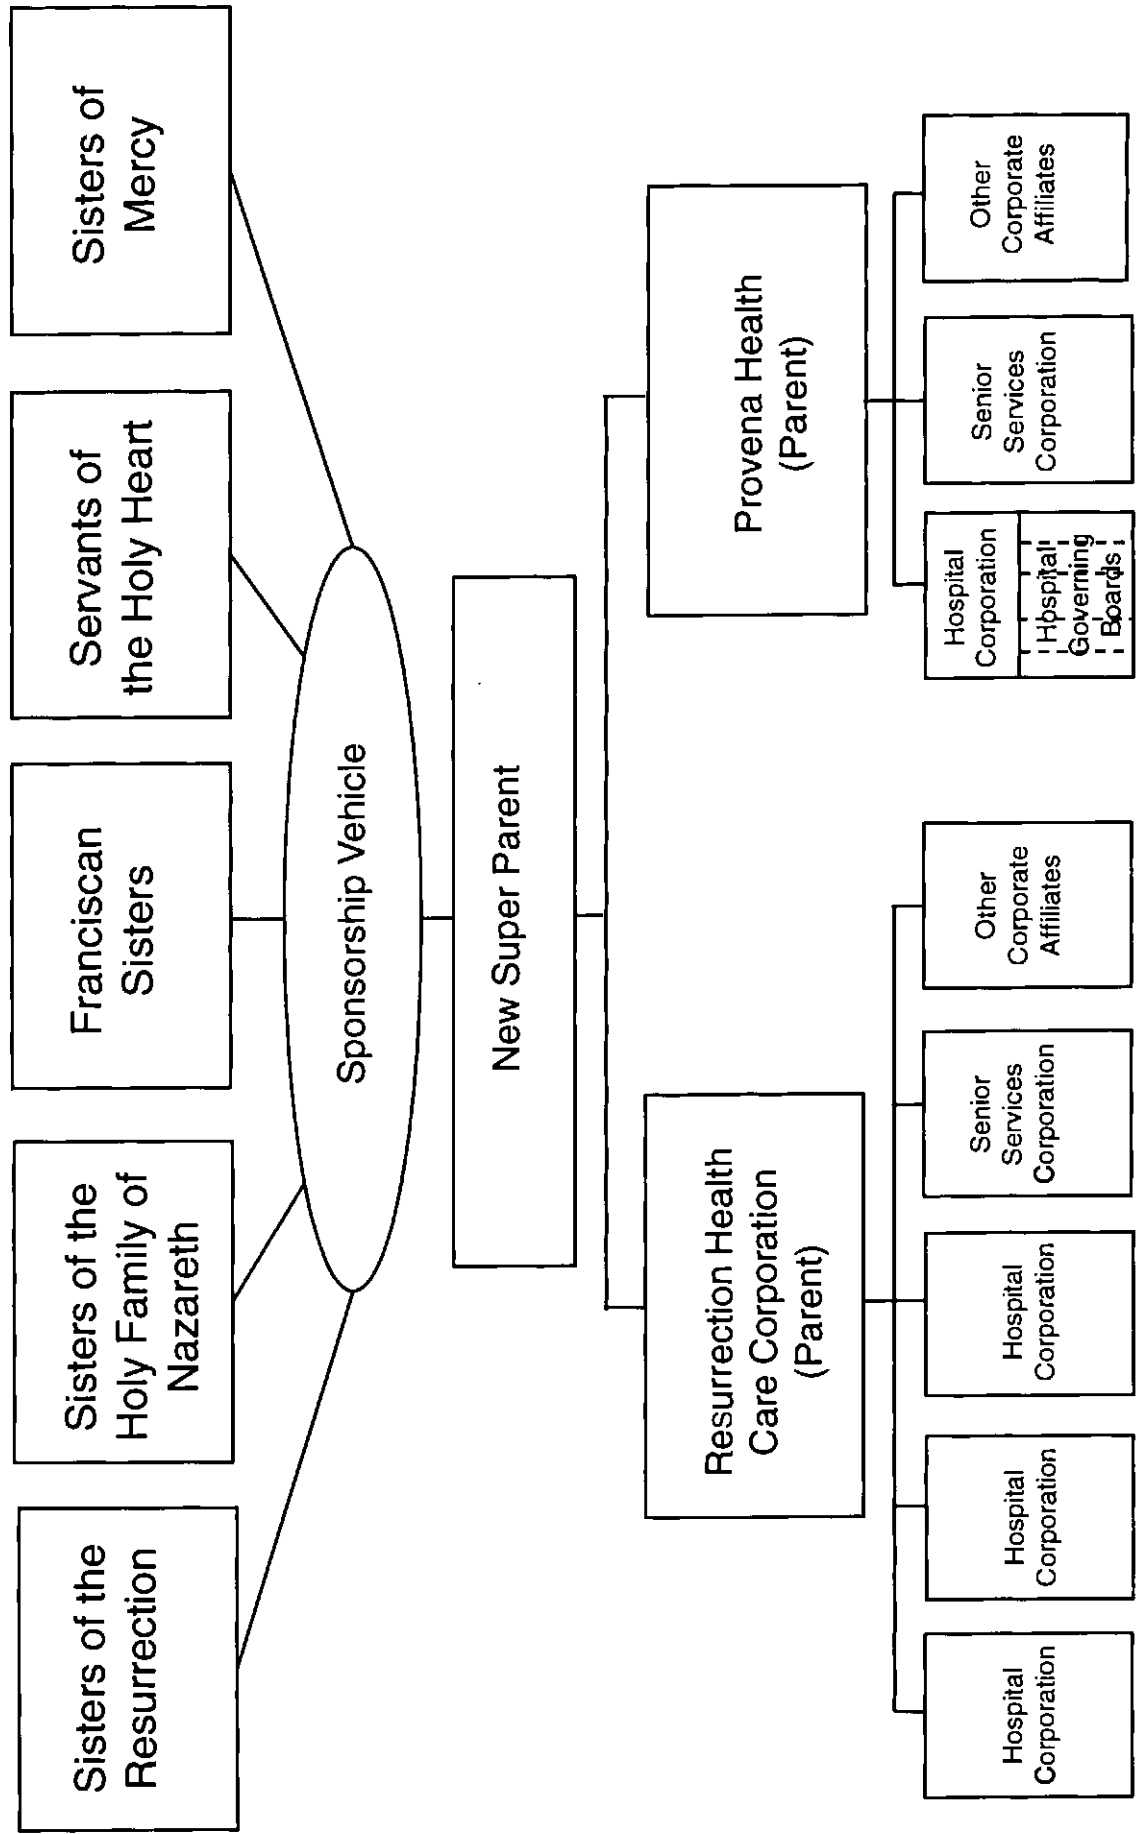 Sisters of the
Resurrection
Sisters of the
Holy Family of
Nazareth
Franciscan
Sisters
Servants of
the Holy Heart
Sisters of
Mercy
Sponsorship Vehicle
New Super Parent
Resurrection Health
Care Corporation
(Parent)
Provena Health
(Parent)
Hospital
Corporation
Hospital
Corporation
Hospital
Corporation
Senior
Services
Corporation
Other
Corporate
Affiliates
Hospital
Corporation
Hospital
Governing
Boards
Senior
Services
Corporation
Other
Corporate
Affiliates